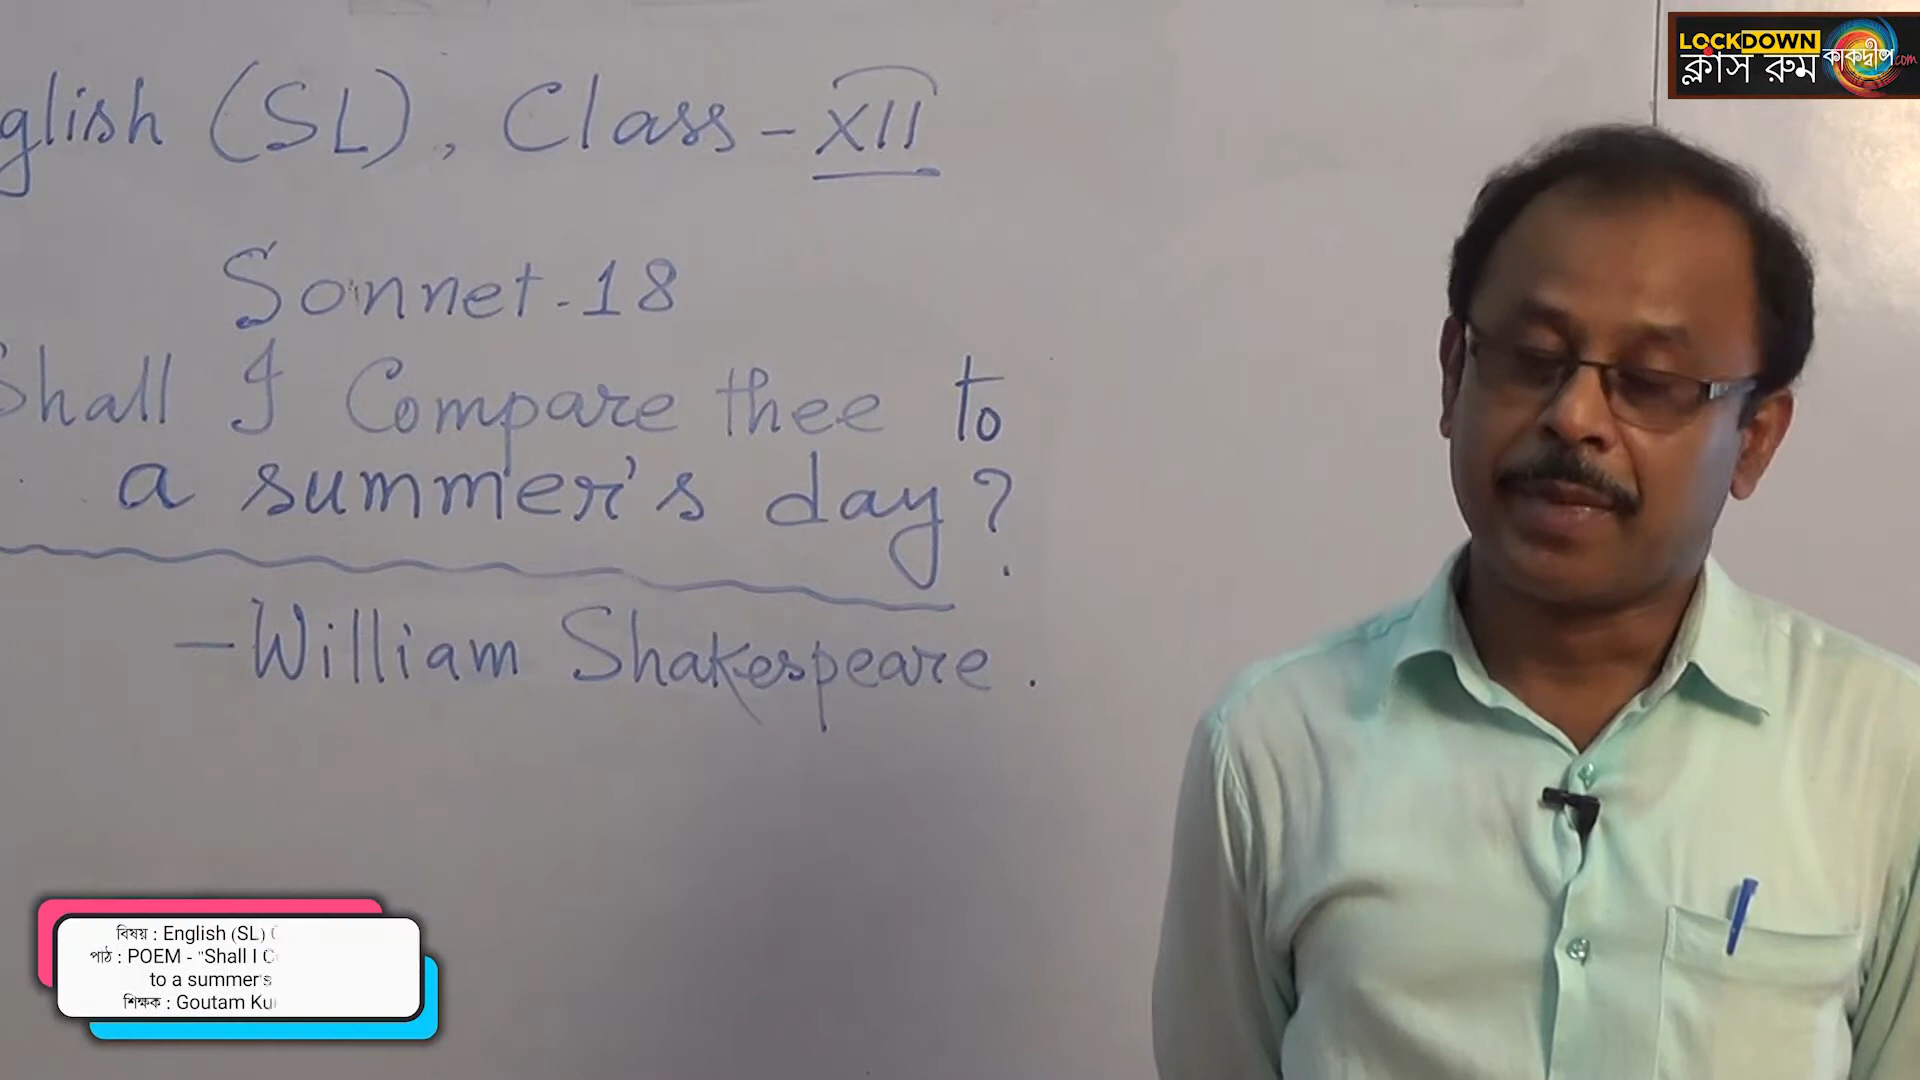 LOCKDOWN
ক্লাস রুম কাকদ্বীপ.com
glish (SL), Class - XII
Sonnet - 18
Shall I Compare thee to
a summer's day?
- William Shakespeare.
বিষয় : English (SL)
পাঠ : POEM - "Shall I
to a summer's
শিক্ষক : Goutam